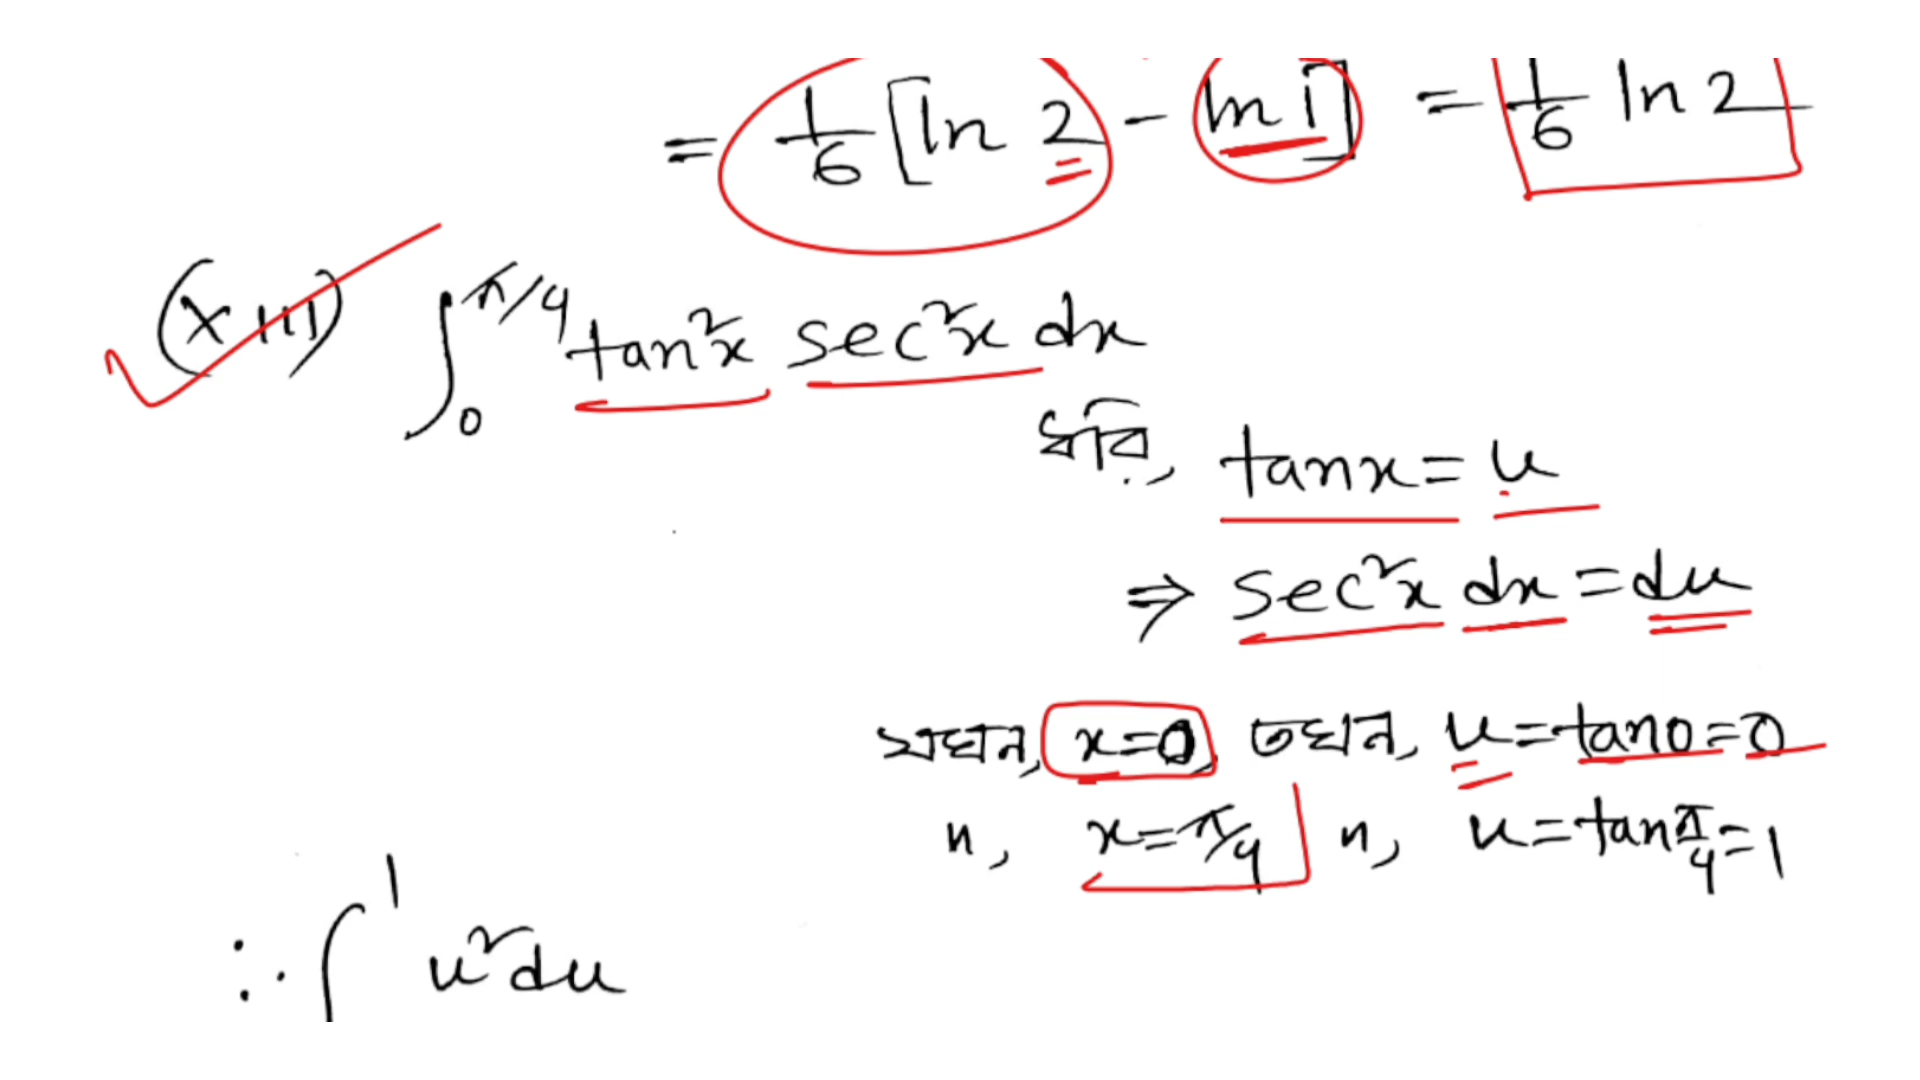 = 1/6 [ln 2 - ln 1] = 1/6 ln 2
(xiii) ∫₀^π/4 tan²x sec²x dx
ধরি, tanx = u
⇒ sec²x dx = du
যখন, x=0, তখন, u=tan0=0
", x=π/4 ", u=tanπ/4=1
∴ ∫¹ u²du